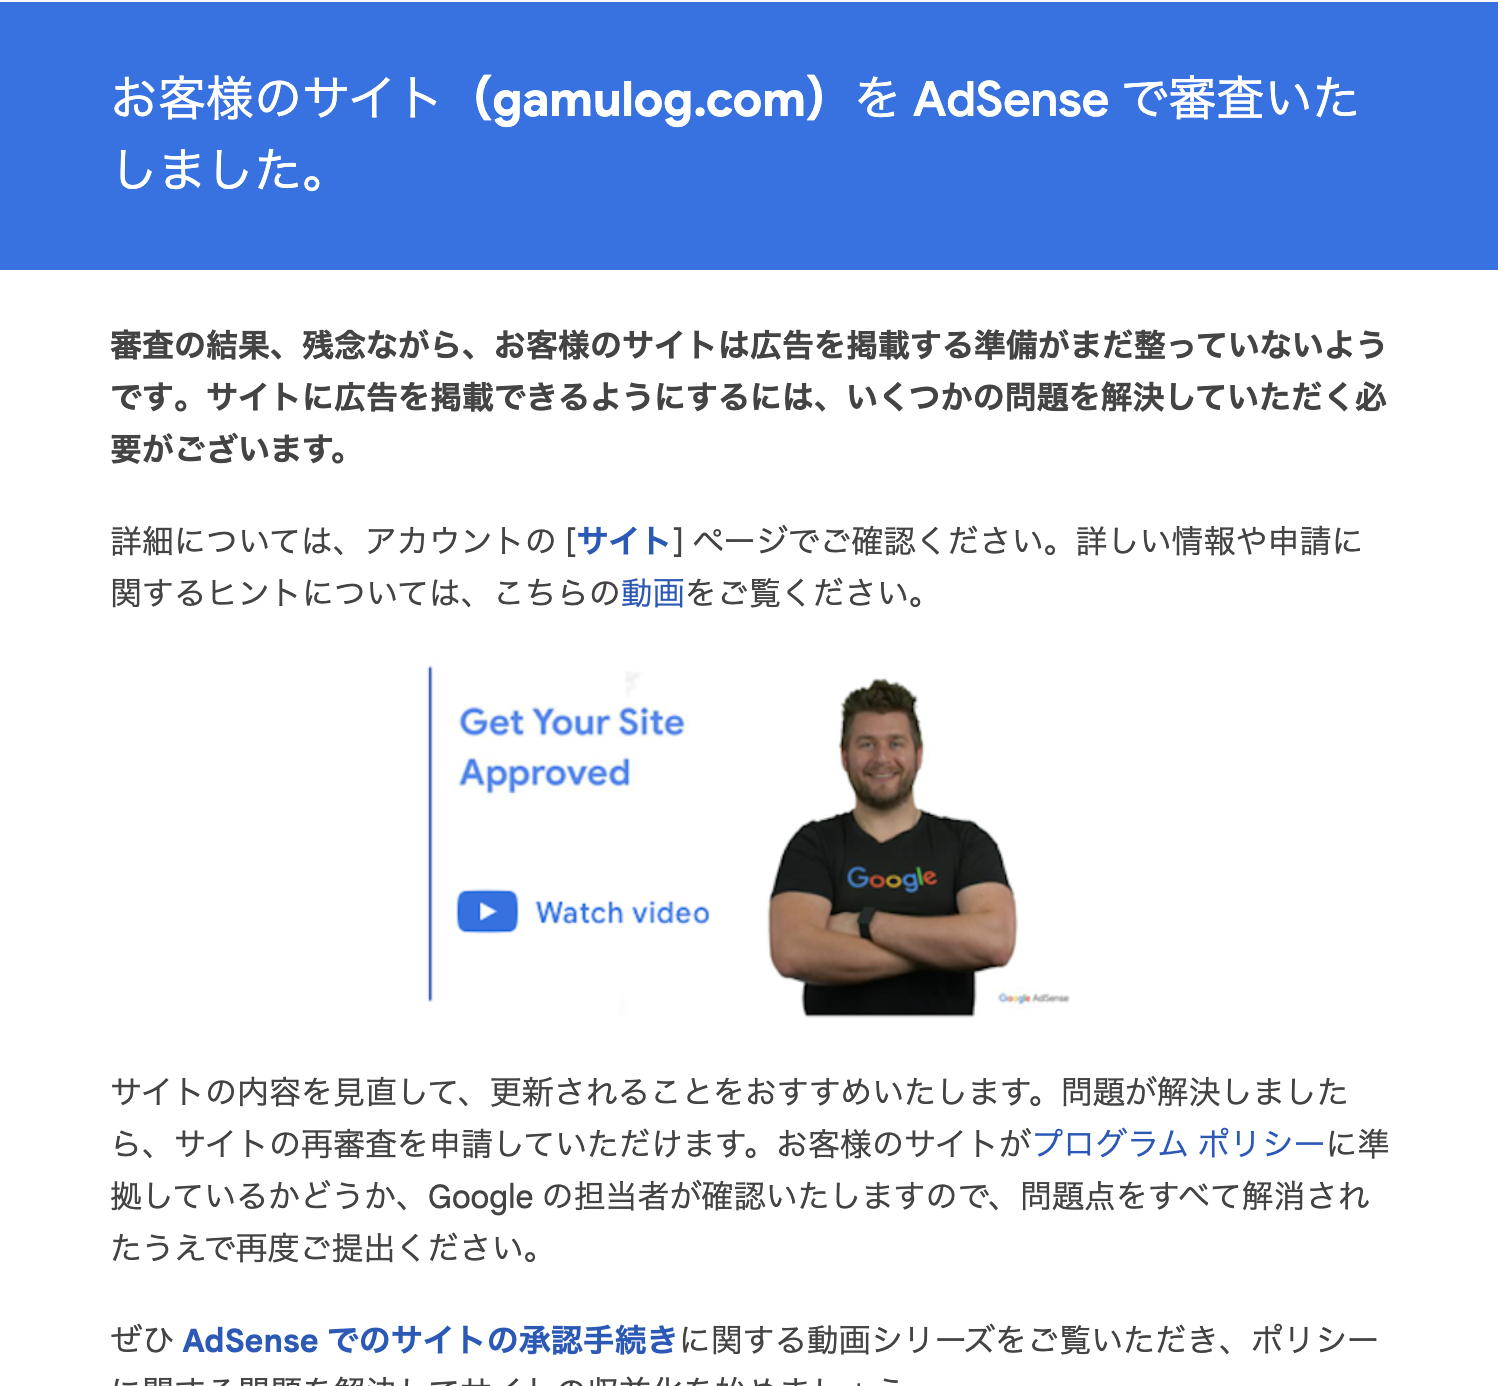 お客様のサイト（gamulog.com）を AdSense で審査いた
しました。
審査の結果、残念ながら、お客様のサイトは広告を掲載する準備がまだ整っていないよう
です。サイトに広告を掲載できるようにするには、いくつかの問題を解決していただく必
要がございます。
詳細については、アカウントの [サイト] ページでご確認ください。詳しい情報や申請に
関するヒントについては、こちらの動画をご覧ください。
Get Your Site
Approved
Google
Watch video
Google AdSense
サイトの内容を見直して、更新されることをおすすめいたします。問題が解決しました
ら、サイトの再審査を申請していただけます。お客様のサイトがプログラム ポリシーに準
拠しているかどうか、Google の担当者が確認いたしますので、問題点をすべて解消され
たうえで再度ご提出ください。
ぜひ AdSense でのサイトの承認手続きに関する動画シリーズをご覧いただき、ポリシー